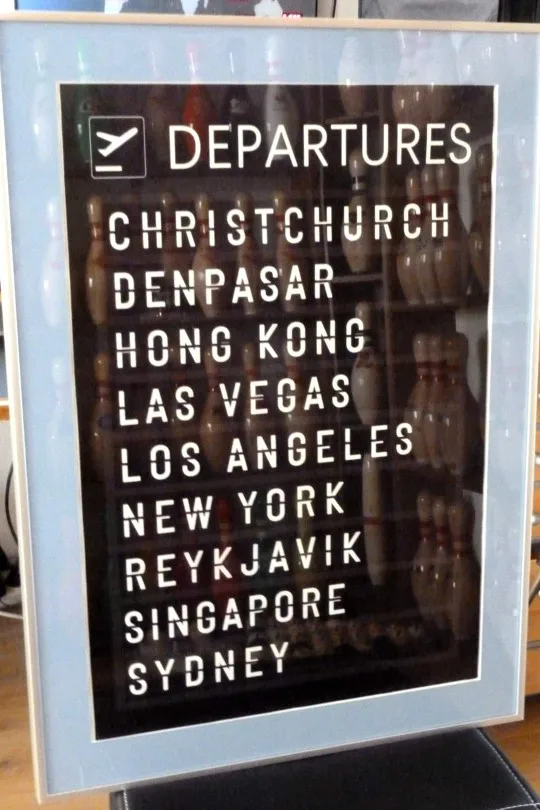 DEPARTURES
CHRISTCHURCH
DENPASAR
HONG KONG
LAS VEGAS
LOS ANGELES
NEW YORK
REYKJAVIK
SINGAPORE
SYDNEY